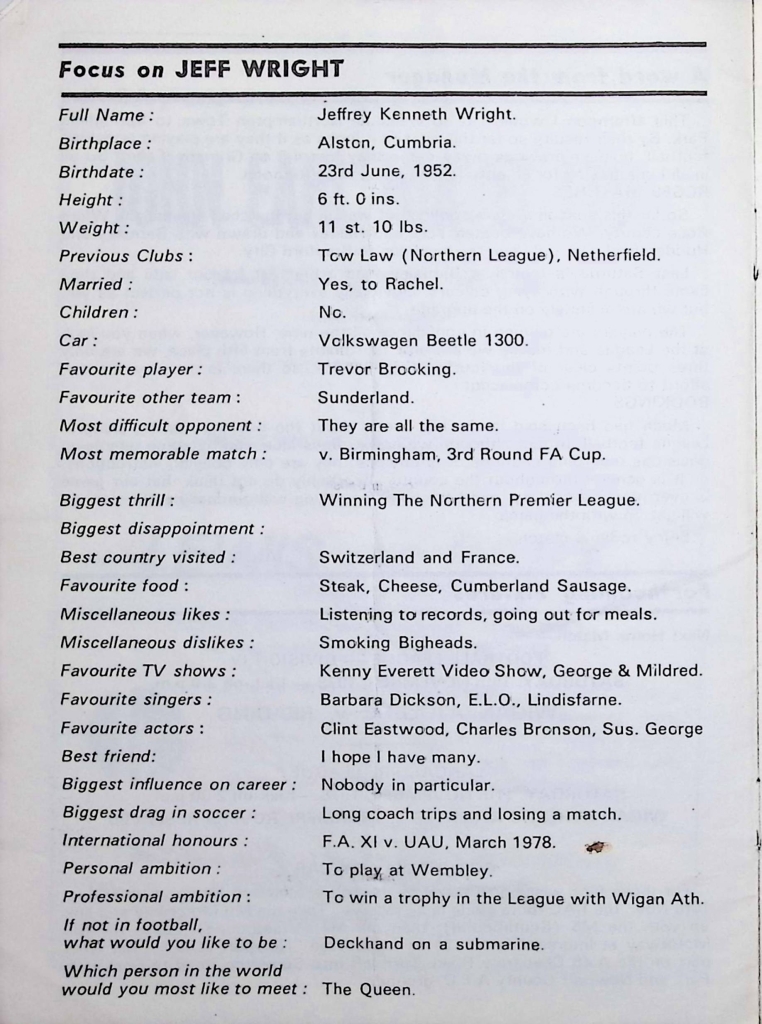 Focus on JEFF WRIGHT
Full Name : Jeffrey Kenneth Wright.
Birthplace : Alston, Cumbria.
Birthdate : 23rd June, 1952.
Height : 6 ft. 0 ins.
Weight : 11 st. 10 lbs.
Previous Clubs : Tow Law (Northern League), Netherfield.
Married : Yes, to Rachel.
Children : No.
Car : Volkswagen Beetle 1300.
Favourite player : Trevor Brooking.
Favourite other team : Sunderland.
Most difficult opponent : They are all the same.
Most memorable match : v. Birmingham, 3rd Round FA Cup.
Biggest thrill : Winning The Northern Premier League.
Biggest disappointment :
Best country visited : Switzerland and France.
Favourite food : Steak, Cheese, Cumberland Sausage.
Miscellaneous likes : Listening to records, going out for meals.
Miscellaneous dislikes : Smoking Bigheads.
Favourite TV shows : Kenny Everett Video Show, George & Mildred.
Favourite singers : Barbara Dickson, E.L.O., Lindisfarne.
Favourite actors : Clint Eastwood, Charles Bronson, Sus. George
Best friend: I hope I have many.
Biggest influence on career : Nobody in particular.
Biggest drag in soccer : Long coach trips and losing a match.
International honours : F.A. XI v. UAU, March 1978.
Personal ambition : To play at Wembley.
Professional ambition : To win a trophy in the League with Wigan Ath.
If not in football,
what would you like to be : Deckhand on a submarine.
Which person in the world
would you most like to meet : The Queen.